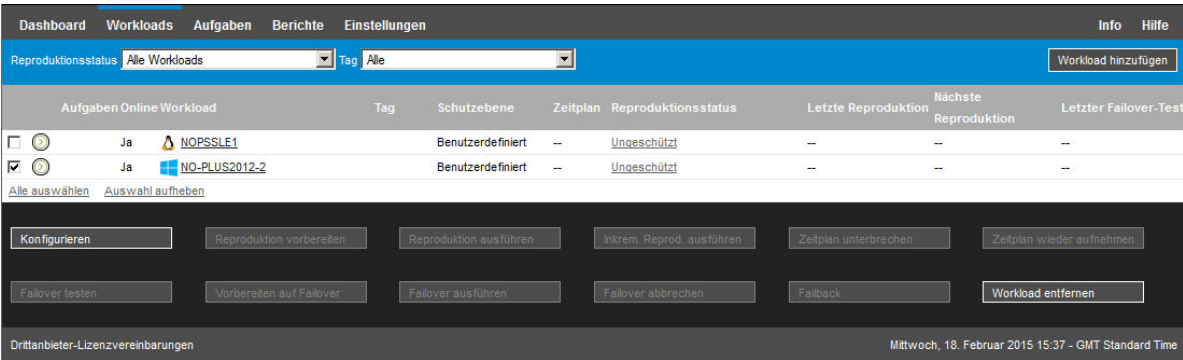 Dashboard Workloads Aufgaben Berichte Einstellungen Info Hilfe
Reproduktionsstatus Alle Workloads Tag Alle Workload hinzufügen
Aufgaben Online Workload Tag Schutzebene Zeitplan Reproduktionsstatus Letzte Reproduktion Nächste Reproduktion Letzter Failover-Test
Ja NOPSSLE1 Benutzerdefiniert -- Ungeschützt -- -- --
Ja NO-PLUS2012-2 Benutzerdefiniert -- Ungeschützt -- -- --
Alle auswählen Auswahl aufheben
Konfigurieren Reproduktion vorbereiten Reproduktion ausführen Inkrem. Reprod. ausführen Zeitplan unterbrechen Zeitplan wieder aufnehmen
Failover testen Vorbereiten auf Failover Failover ausführen Failover abbrechen Failback Workload entfernen
Drittanbieter-Lizenzvereinbarungen Mittwoch, 18. Februar 2015 15:37 - GMT Standard Time